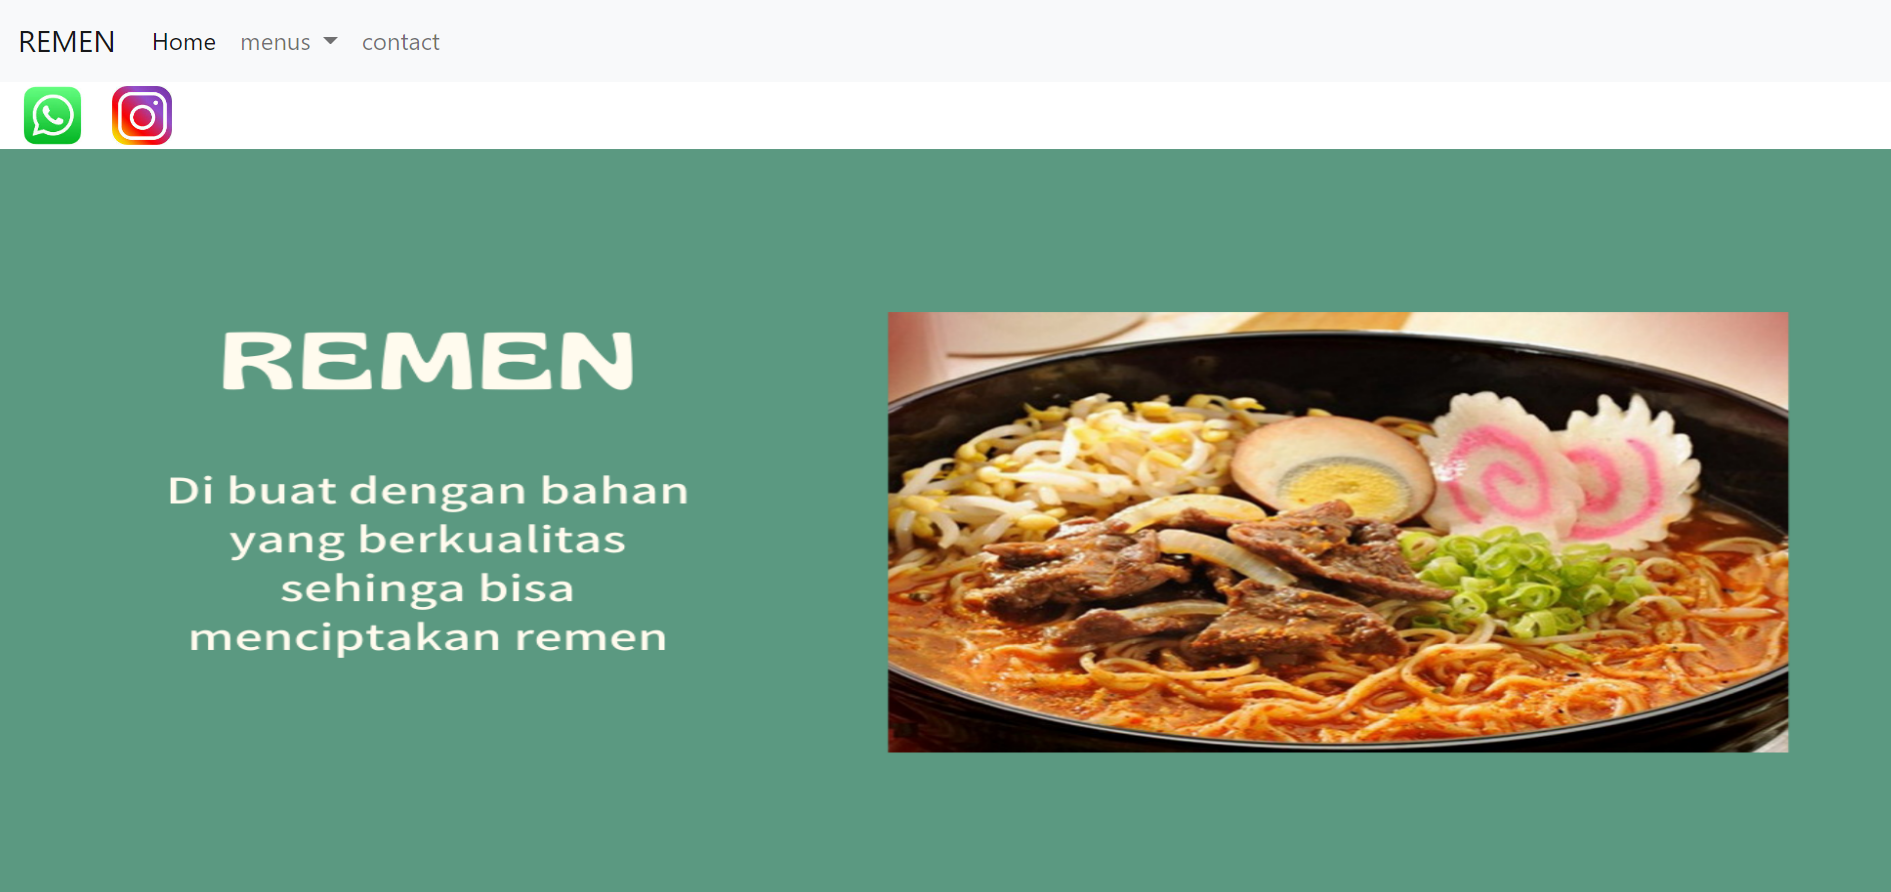 REMEN Home menus contact
REMEN
Di buat dengan bahan
yang berkualitas
sehinga bisa
menciptakan remen